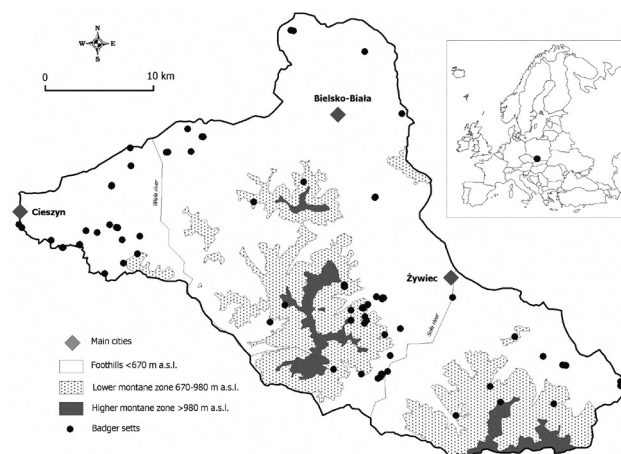 N
W E
S
0 10 km
Bielsko-Biała
Wisła river
Cieszyn
Żywiec
Soła river
Main cities
Foothills <670 m a.s.l.
Lower montane zone 670-980 m a.s.l.
Higher montane zone >980 m a.s.l.
Badger setts